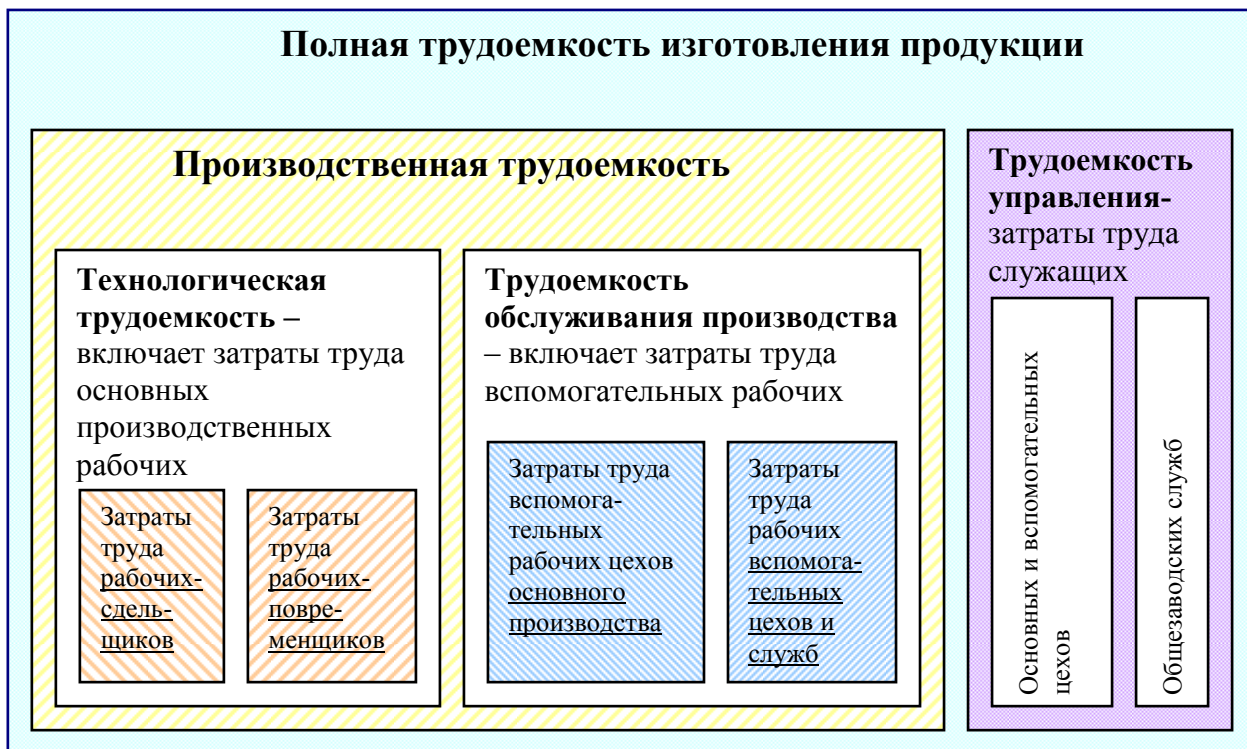 Полная трудоемкость изготовления продукции
Производственная трудоемкость
Технологическая
трудоемкость –
включает затраты труда
основных
производственных
рабочих
Затраты
труда
рабочих-
сдель-
щиков
Затраты
труда
рабочих-
повре-
менщиков
Трудоемкость
обслуживания производства
– включает затраты труда
вспомогательных рабочих
Затраты труда
вспомога-
тельных
рабочих цехов
основного
производства
Затраты
труда
рабочих
вспомога-
тельных
цехов и
служб
Трудоемкость
управления-
затраты труда
служащих
Основных и вспомогательных
цехов
Общезаводских служб